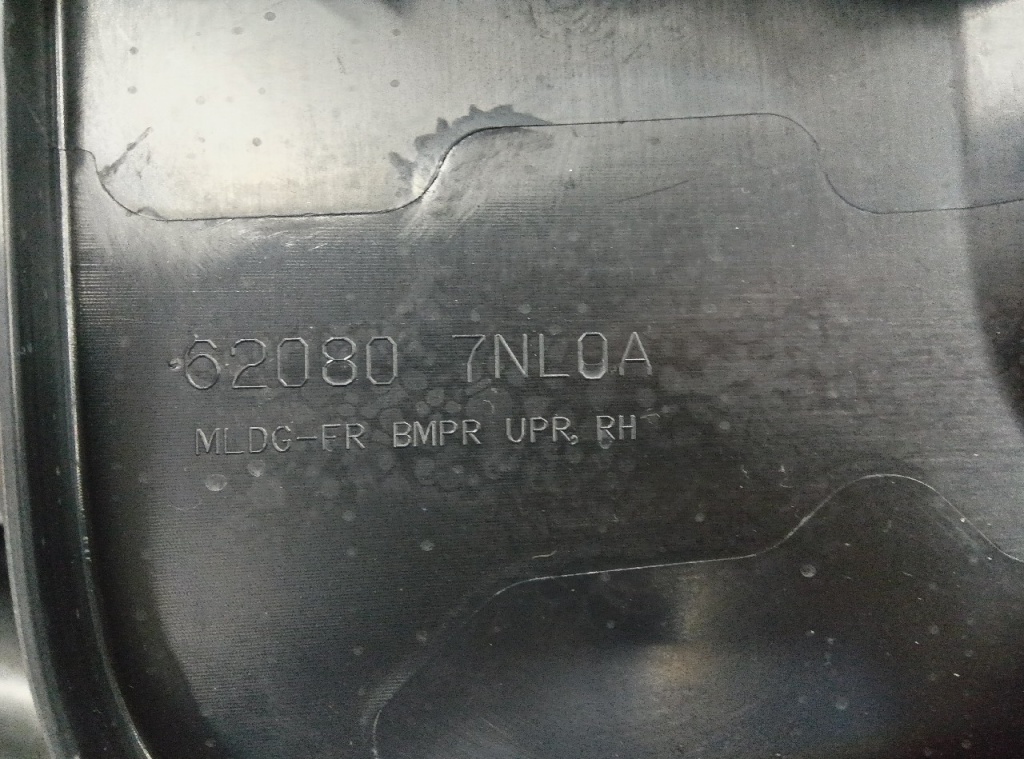 62080 7NL0A
MLDG-FR BMPR UPR, RH